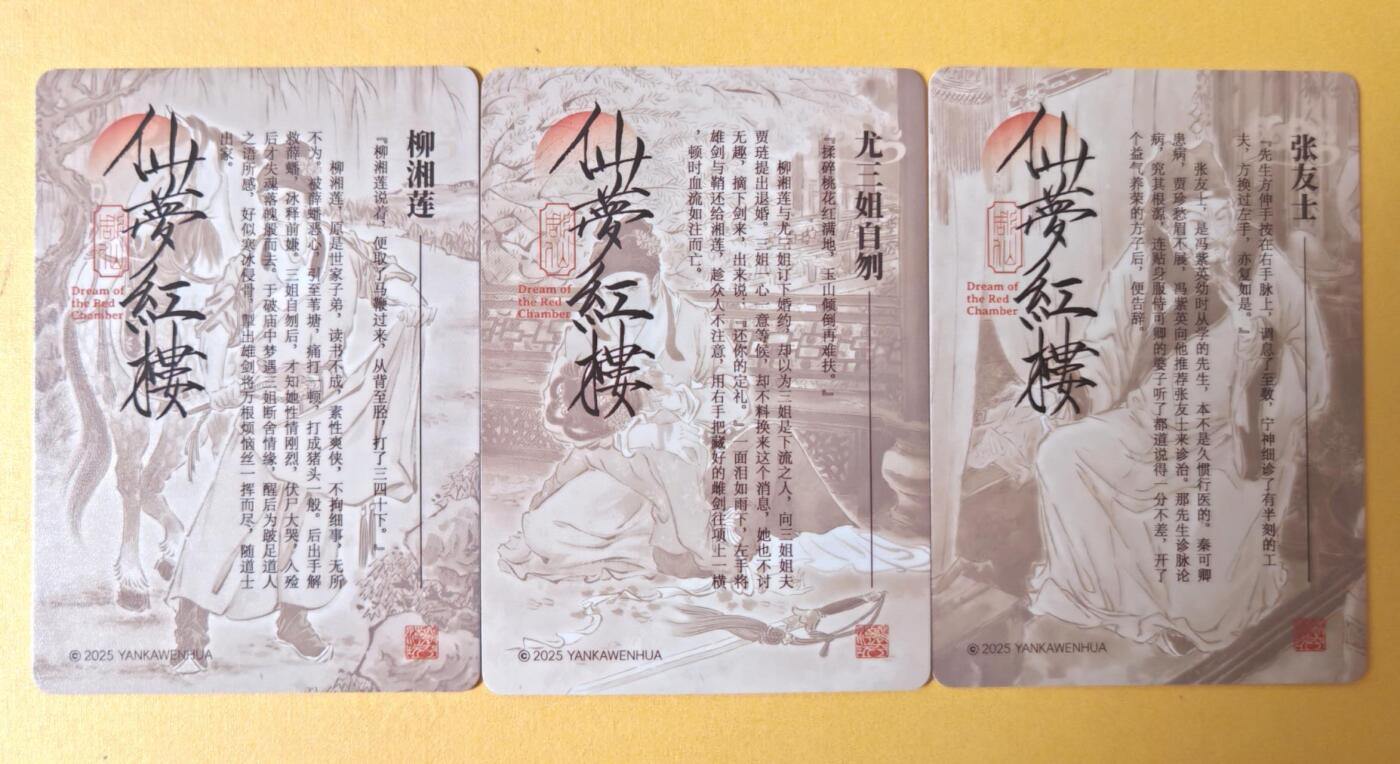 柳湘莲
『柳湘莲说着，便取了马鞭过来，从背至胫，打了三四十下。』
柳湘莲，原是世家子弟，读书不成，素性爽侠，不拘细事，无所
不为。被薛蟠恶心，引至苇塘，痛打一顿，打成猪头一般。后出手解
救薛蟠，冰释前嫌。三姐自刎后，才知她性情刚烈，伏尸大哭，入殓
后才失魂落魄般而去。于破庙中梦遇三姐断舍情缘，醒后为跛足道人
之语所感，好似寒冰侵骨，掣出雄剑将万根烦恼丝一挥而尽，随道士
出家。
仙夢紅樓
Dream of
the Red
Chamber
© 2025 YANKAWENHUA
尤三姐自刎
『揉碎桃花红满地，玉山倾倒再难扶。』
柳湘莲与尤三姐订下婚约，却以为三姐是下流之人，向三姐姐夫
贾琏提出退婚。三姐一心一意等候，却不料换来这个消息，她也不讨
无趣，摘下剑来，出来说：『还你的定礼。』一面泪如雨下，左手将
雄剑与鞘还给湘莲，趁众人不注意，用右手把藏好的雌剑往项上一横
，顿时血流如注而亡。
仙夢紅樓
Dream of
the Red
Chamber
© 2025 YANKAWENHUA
张友士
『先生方伸手按在右手脉上，调息了至数，宁神细诊了有半刻的工
夫，方换过左手，亦复如是。』
张友士，是冯紫英幼时从学的先生，本不是久惯行医的。秦可卿
患病，贾珍愁眉不展，冯紫英向他推荐张友士来诊治。那先生诊脉论
病，究其根源，连贴身服侍可卿的婆子听了都道说得一分不差，开了
个益气养荣的方子后，便告辞。
仙夢紅樓
Dream of
the Red
Chamber
© 2025 YANKAWENHUA